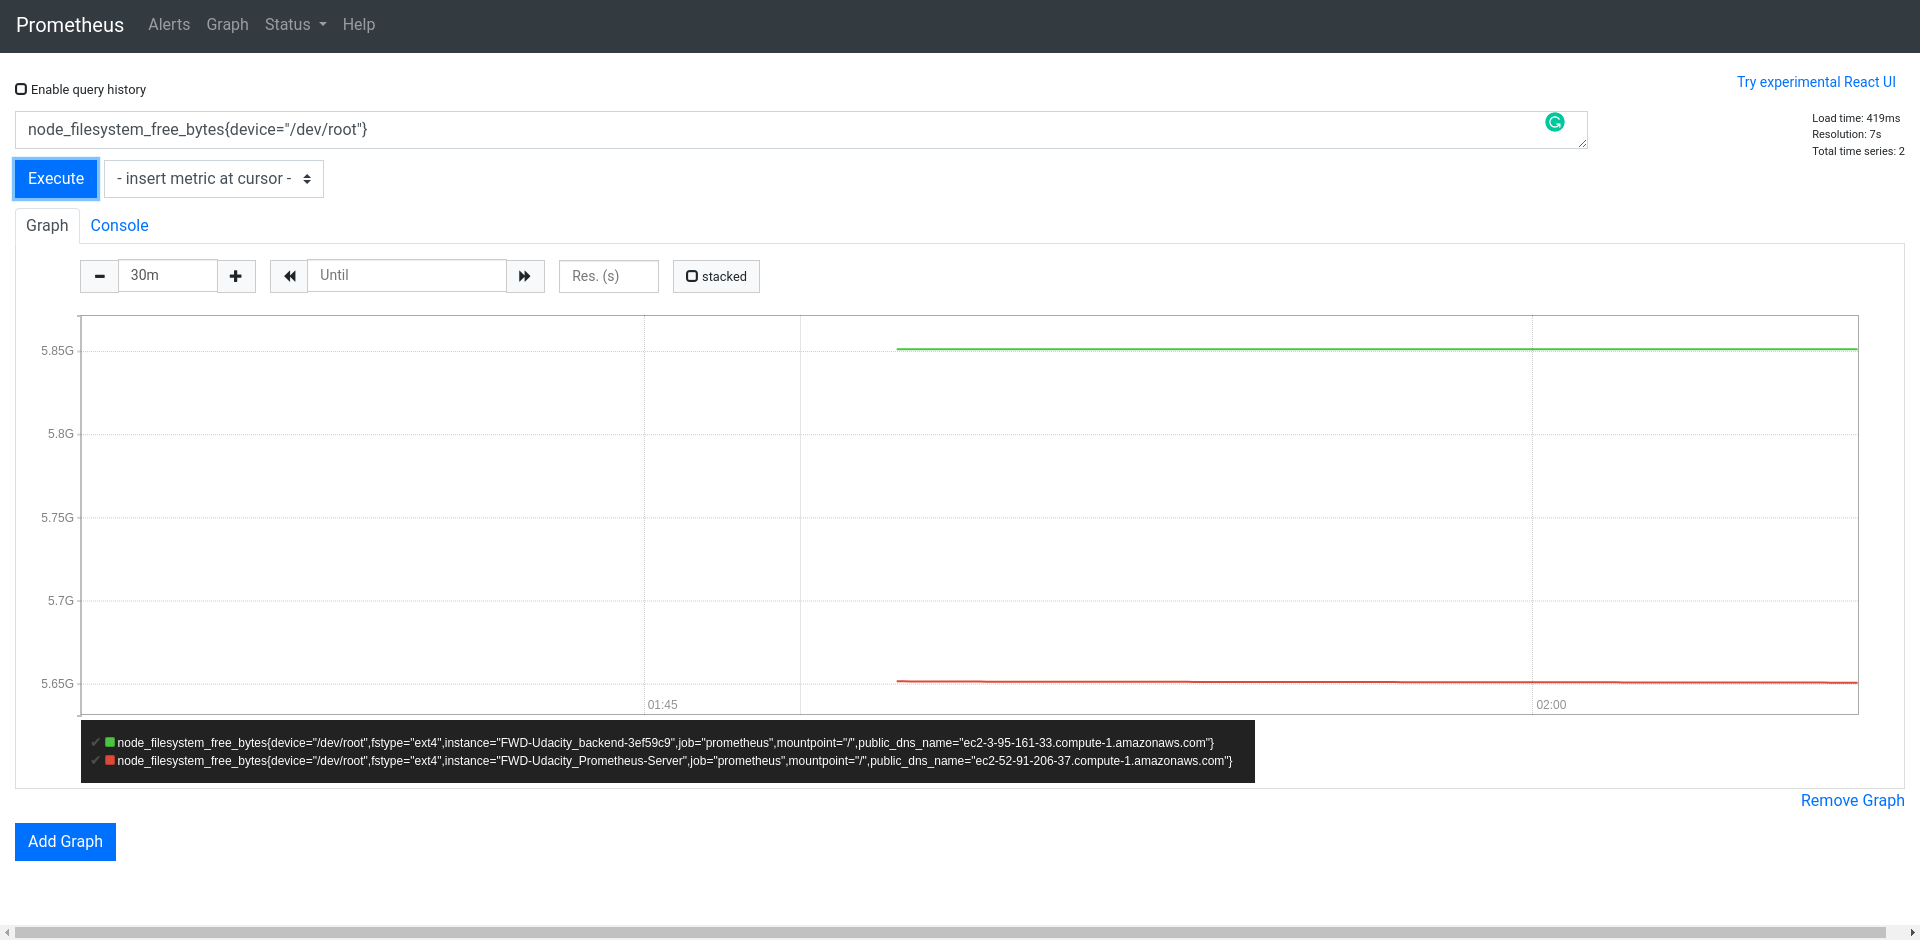 Prometheus Alerts Graph Status Help
Enable query history
Try experimental React UI
node_filesystem_free_bytes{device="/dev/root"}
Load time: 419ms
Resolution: 7s
Total time series: 2
Execute - insert metric at cursor -
Graph Console
30m Until Res. (s) stacked
5.85G
5.8G
5.75G
5.7G
5.65G
01:45 02:00
node_filesystem_free_bytes{device="/dev/root",fstype="ext4",instance="FWD-Udacity_backend-3ef59c9",job="prometheus",mountpoint="/",public_dns_name="ec2-3-95-161-33.compute-1.amazonaws.com"}
node_filesystem_free_bytes{device="/dev/root",fstype="ext4",instance="FWD-Udacity_Prometheus-Server",job="prometheus",mountpoint="/",public_dns_name="ec2-52-91-206-37.compute-1.amazonaws.com"}
Remove Graph
Add Graph